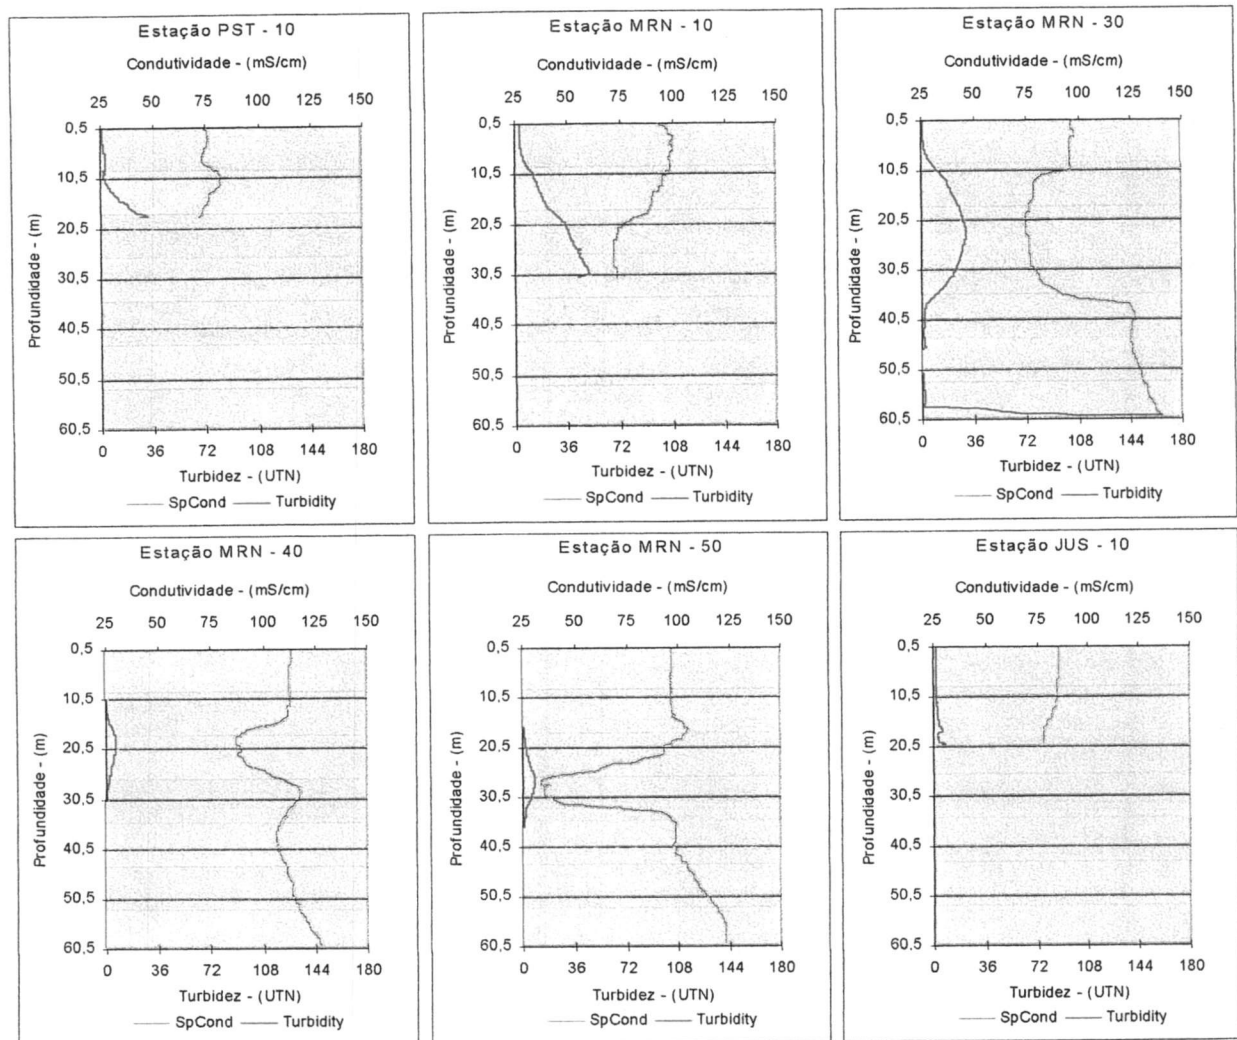 Estação PST - 10
Condutividade - (mS/cm)
25 50 75 100 125 150
0,5
10,5
20,5
30,5
40,5
50,5
60,5
Profundidade - (m)
0 36 72 108 144 180
Turbidez - (UTN)
SpCond Turbidity
Estação MRN - 10
Condutividade - (mS/cm)
25 50 75 100 125 150
0,5
10,5
20,5
30,5
40,5
50,5
60,5
Profundidade - (m)
0 36 72 108 144 180
Turbidez - (UTN)
SpCond Turbidity
Estação MRN - 30
Condutividade - (mS/cm)
25 50 75 100 125 150
0,5
10,5
20,5
30,5
40,5
50,5
60,5
Profundidade - (m)
0 36 72 108 144 180
Turbidez - (UTN)
SpCond Turbidity
Estação MRN - 40
Condutividade - (mS/cm)
25 50 75 100 125 150
0,5
10,5
20,5
30,5
40,5
50,5
60,5
Profundidade - (m)
0 36 72 108 144 180
Turbidez - (UTN)
SpCond Turbidity
Estação MRN - 50
Condutividade - (mS/cm)
25 50 75 100 125 150
0,5
10,5
20,5
30,5
40,5
50,5
60,5
Profundidade - (m)
0 36 72 108 144 180
Turbidez - (UTN)
SpCond Turbidity
Estação JUS - 10
Condutividade - (mS/cm)
25 50 75 100 125 150
0,5
10,5
20,5
30,5
40,5
50,5
60,5
Profundidade - (m)
0 36 72 108 144 180
Turbidez - (UTN)
SpCond Turbidity